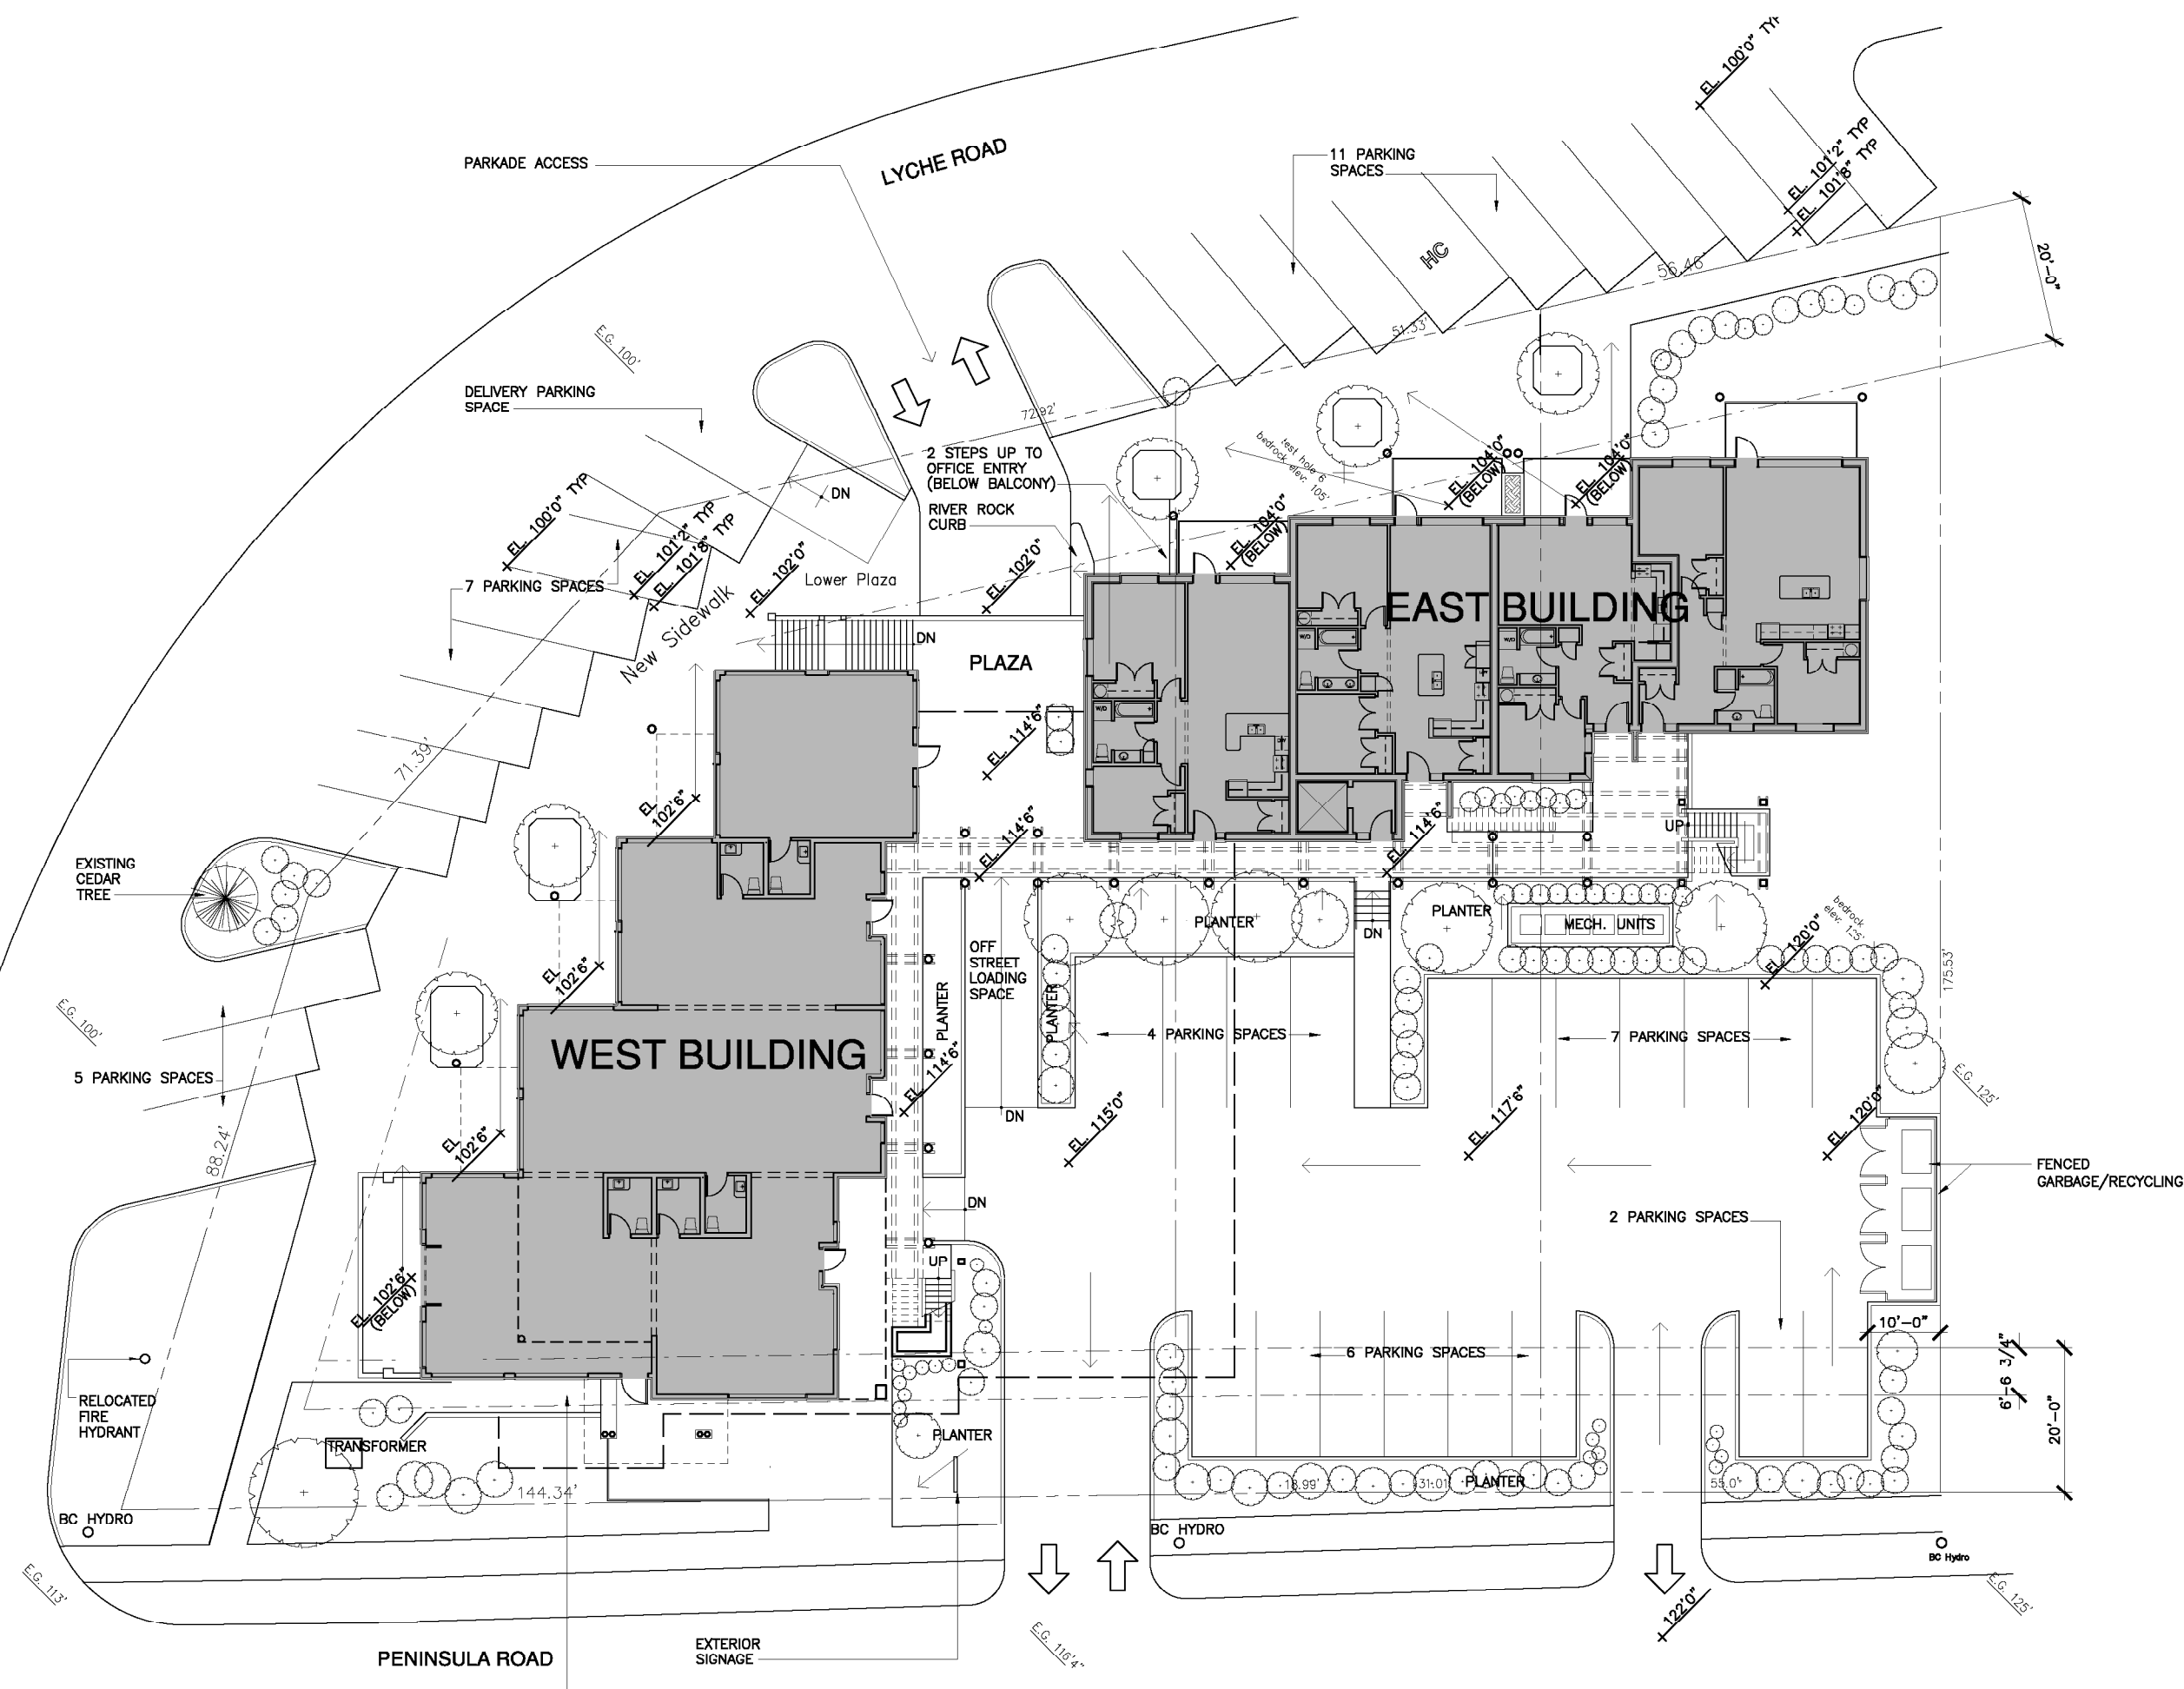 EL. 100'0" TYP
PARKADE ACCESS
LYCHE ROAD
11 PARKING
SPACES
EL. 101'2" TYP
EL. 101'8" TYP
HC
56.46
20'-0"
51.33'
E.G. 100'
DELIVERY PARKING
SPACE
72.92'
2 STEPS UP TO
OFFICE ENTRY
(BELOW BALCONY)
test hole 6
bedrock elev: 105'
EL. 104'0"
(BELOW)
EL. 104'0"
(BELOW)
DN
RIVER ROCK
CURB
EL. 104'0"
(BELOW)
EL. 100'0" TYP
EL. 101'2" TYP
EL. 101'8" TYP
EL. 102'0"
Lower Plaza
EL. 102'0"
7 PARKING SPACES
New Sidewalk
DN
PLAZA
EAST BUILDING
W/D
W/D
W/D
DW
71.39'
EL. 114'6"
EL
102'6"
EL. 114'6"
EL. 114'6"
UP
EXISTING
CEDAR
TREE
PLANTER
DN
PLANTER
MECH. UNITS
bedrock
elev: 125'
EL. 120'0"
175.53'
OFF
STREET
LOADING
SPACE
EL
102'6"
PLANTER
PLANTER
E.G. 100'
WEST BUILDING
4 PARKING SPACES
7 PARKING SPACES
5 PARKING SPACES
EL. 114'6"
DN
EL. 115'0"
EL. 117'6"
EL. 120'0"
E.G. 125'
88.24'
EL
102'6"
FENCED
GARBAGE/RECYCLING
DN
2 PARKING SPACES
UP
EL. 102'6"
(BELOW)
10'-0"
6'-6 3/4"
6 PARKING SPACES
20'-0"
RELOCATED
FIRE
HYDRANT
TRANSFORMER
PLANTER
144.34'
18.99'
31.01
PLANTER
55.0'
BC HYDRO
BC HYDRO
BC Hydro
E.G. 113'
E.G. 125'
122'0"
E.G. 116'4"
PENINSULA ROAD
EXTERIOR
SIGNAGE